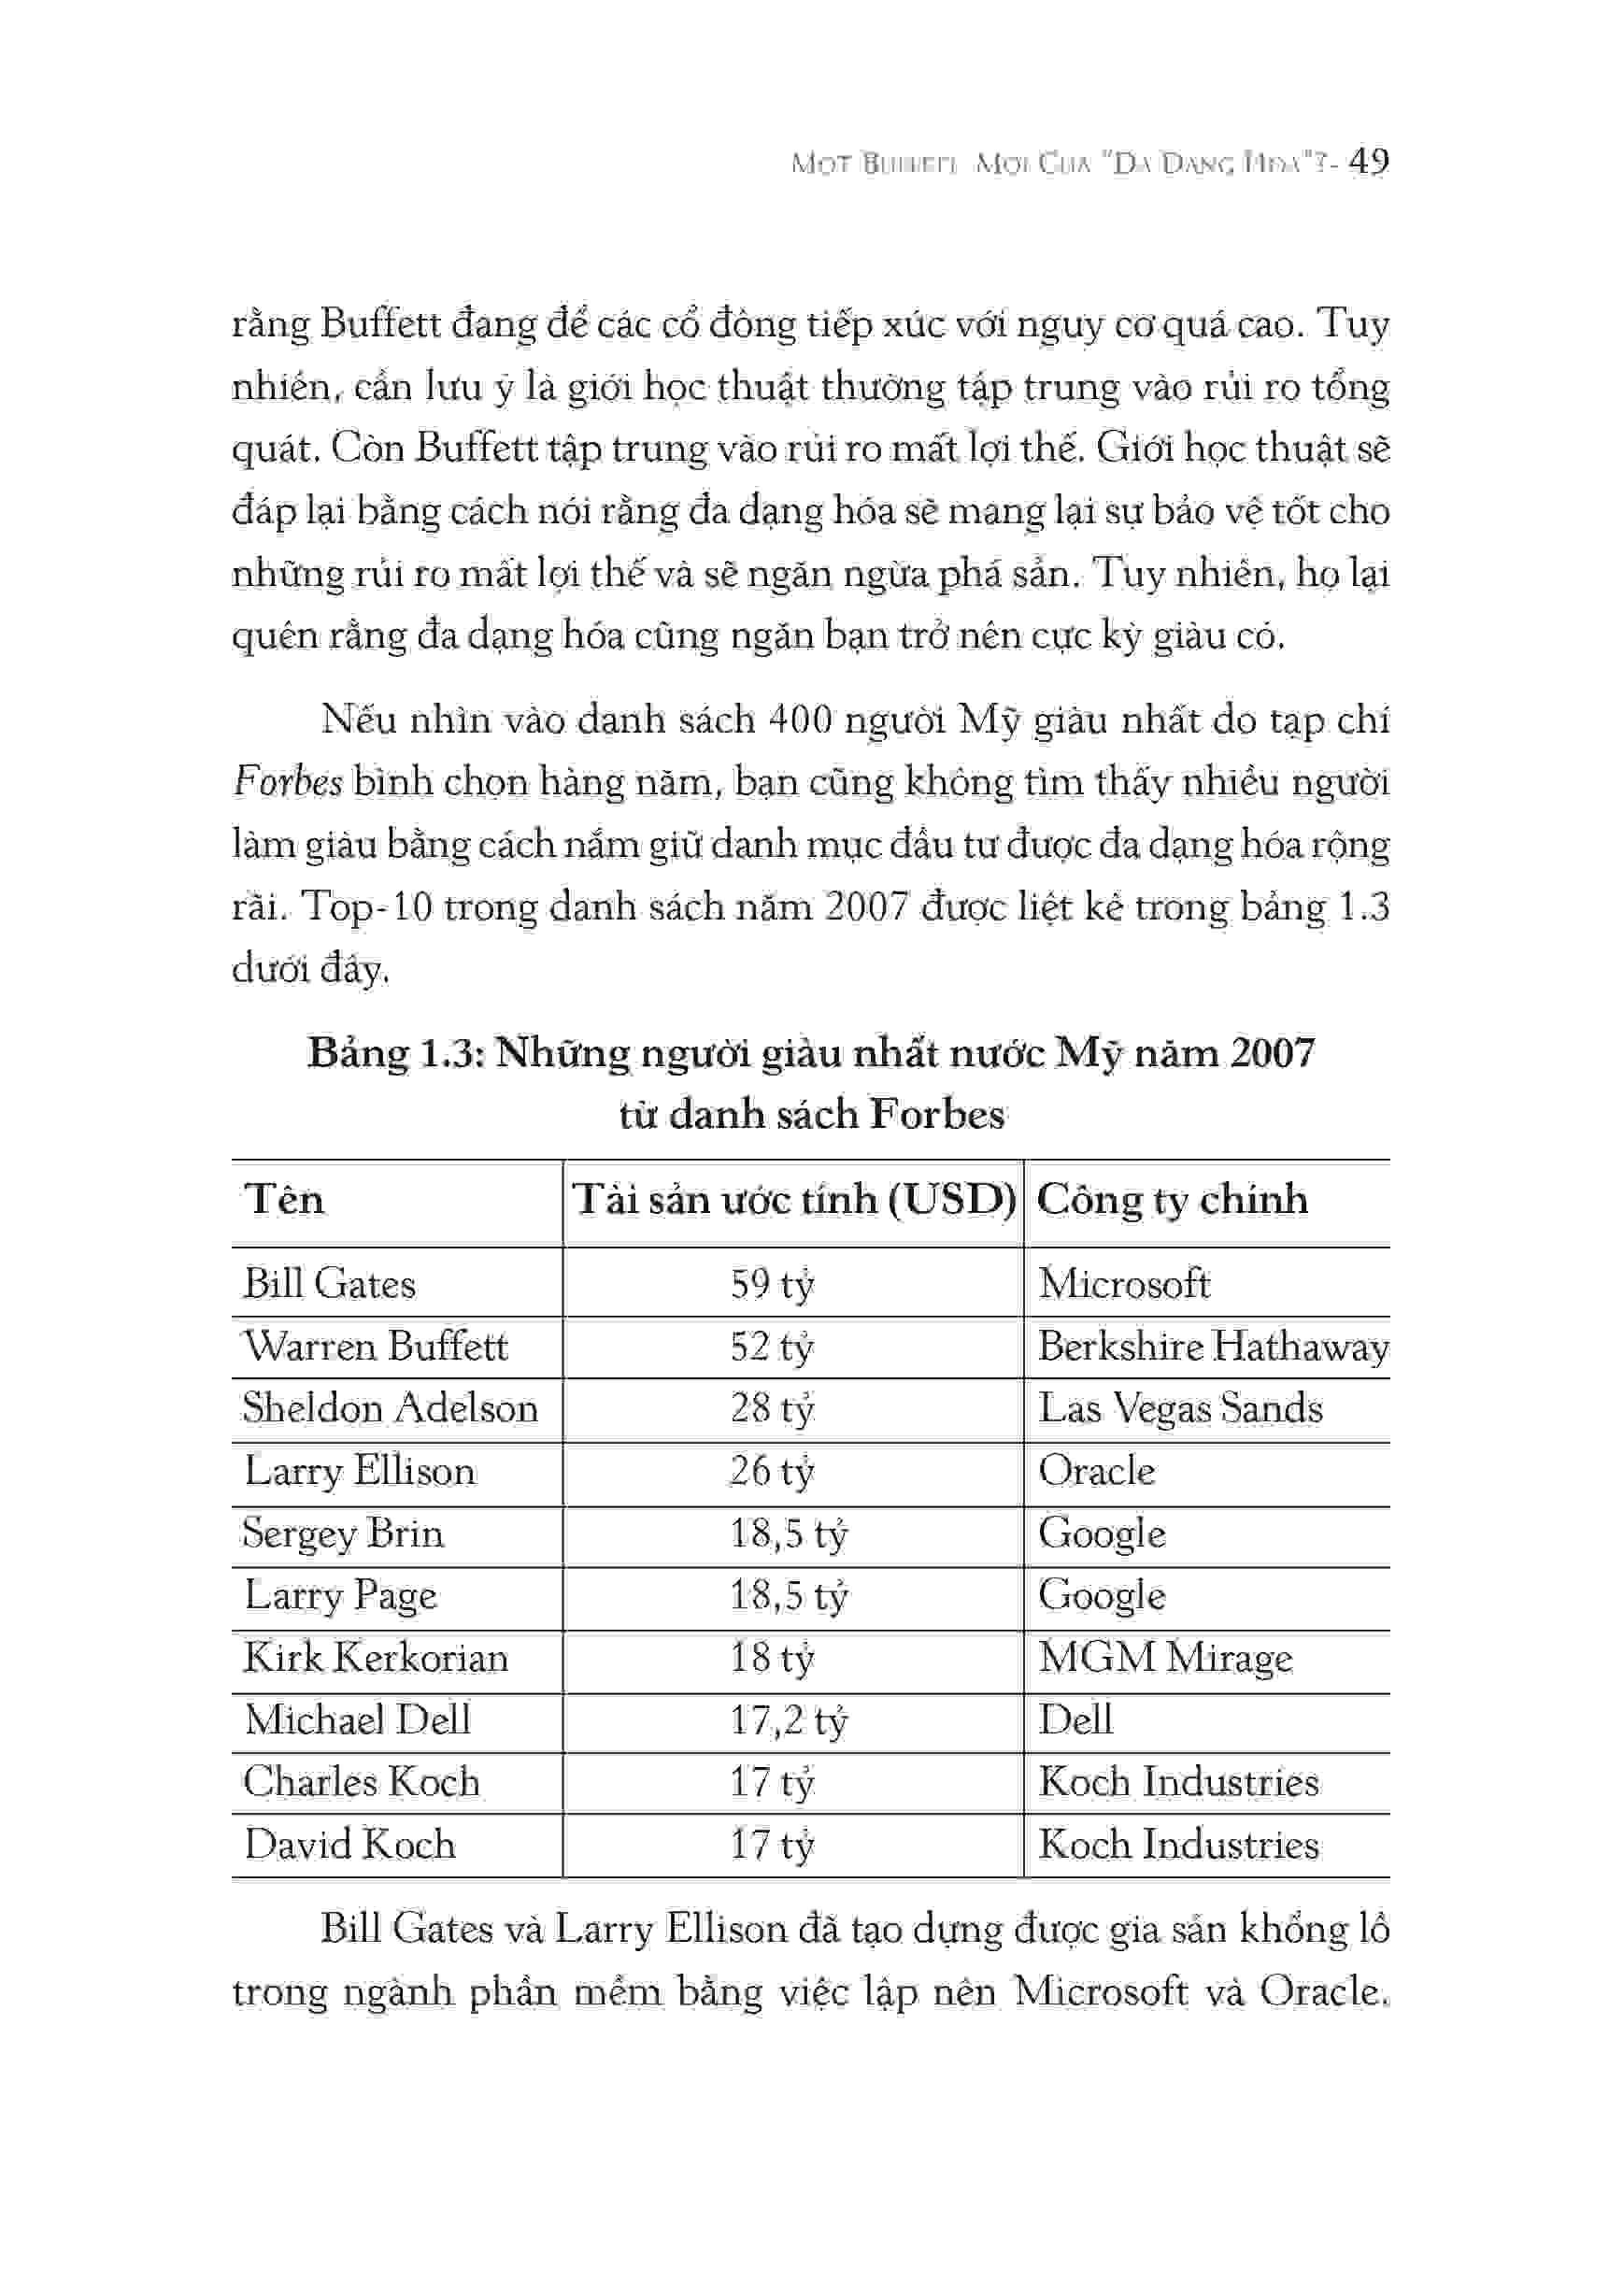 "? - 49
rằng Buffett đang để các cổ đông tiếp xúc với nguy cơ quá cao. Tuy
nhiên, cần lưu ý là giới học thuật thường tập trung vào rủi ro tổng
quát. Còn Buffett tập trung vào rủi ro mất lợi thế. Giới học thuật sẽ
đáp lại bằng cách nói rằng đa dạng hóa sẽ mang lại sự bảo vệ tốt cho
những rủi ro mất lợi thế và sẽ ngăn ngừa phá sản. Tuy nhiên, họ lại
quên rằng đa dạng hóa cũng ngăn bạn trở nên cực kỳ giàu có.
Nếu nhìn vào danh sách 400 người Mỹ giàu nhất do tạp chí
Forbes bình chọn hàng năm, bạn cũng không tìm thấy nhiều người
làm giàu bằng cách nắm giữ danh mục đầu tư được đa dạng hóa rộng
rãi. Top-10 trong danh sách năm 2007 được liệt kê trong bảng 1.3
dưới đây.
Bảng 1.3: Những người giàu nhất nước Mỹ năm 2007
từ danh sách Forbes
Tên Tài sản ước tính (USD) Công ty chính
Bill Gates 59 tỷ Microsoft
Warren Buffett 52 tỷ Berkshire Hathaway
Sheldon Adelson 28 tỷ Las Vegas Sands
Larry Ellison 26 tỷ Oracle
Sergey Brin 18,5 tỷ Google
Larry Page 18,5 tỷ Google
Kirk Kerkorian 18 tỷ MGM Mirage
Michael Dell 17,2 tỷ Dell
Charles Koch 17 tỷ Koch Industries
David Koch 17 tỷ Koch Industries
Bill Gates và Larry Ellison đã tạo dựng được gia sản khổng lồ
trong ngành phần mềm bằng việc lập nên Microsoft và Oracle.